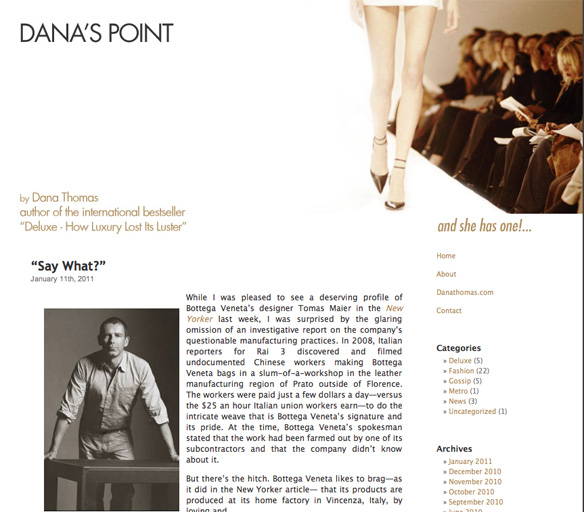 DANA'S POINT
by Dana Thomas
author of the international bestseller
"Deluxe - How Luxury Lost Its Luster"
and she has one!...
"Say What?"
January 11th, 2011
While I was pleased to see a deserving profile of
Bottega Veneta's designer Tomas Maier in the New
Yorker last week, I was surprised by the glaring
omission of an investigative report on the company's
questionable manufacturing practices. In 2008, Italian
reporters for Rai 3 discovered and filmed
undocumented Chinese workers making Bottega
Veneta bags in a slum-of-a-workshop in the leather
manufacturing region of Prato outside of Florence.
The workers were paid just a few dollars a day—versus
the $25 an hour Italian union workers earn—to do the
intricate weave that is Bottega Veneta's signature and
its pride. At the time, Bottega Veneta's spokesman
stated that the work had been farmed out by one of its
subcontractors and that the company didn't know
about it.
But there's the hitch. Bottega Veneta likes to brag—as
it did in the New Yorker article— that its products are
produced at its home factory in Vincenza, Italy, by
loving and
Home
About
Danathomas.com
Contact
Categories
» Deluxe (5)
» Fashion (22)
» Gossip (5)
» Metro (1)
» News (3)
» Uncategorized (1)
Archives
» January 2011
» December 2010
» November 2010
» October 2010
» September 2010
» June 2010